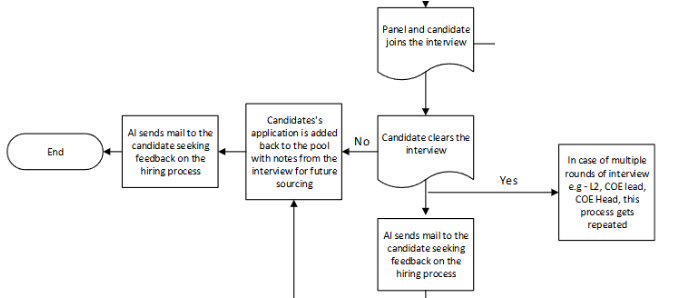 Panel and candidate
joins the interview
Candidates's
application is added
back to the pool
with notes from the
interview for future
sourcing
AI sends mail to the
candidate seeking
feedback on the
hiring process
End
No
Candidate clears the
interview
Yes
In case of multiple
rounds of interview
e.g - L2, COE lead,
COE Head, this
process gets
repeated
AI sends mail to the
candidate seeking
feedback on the
hiring process